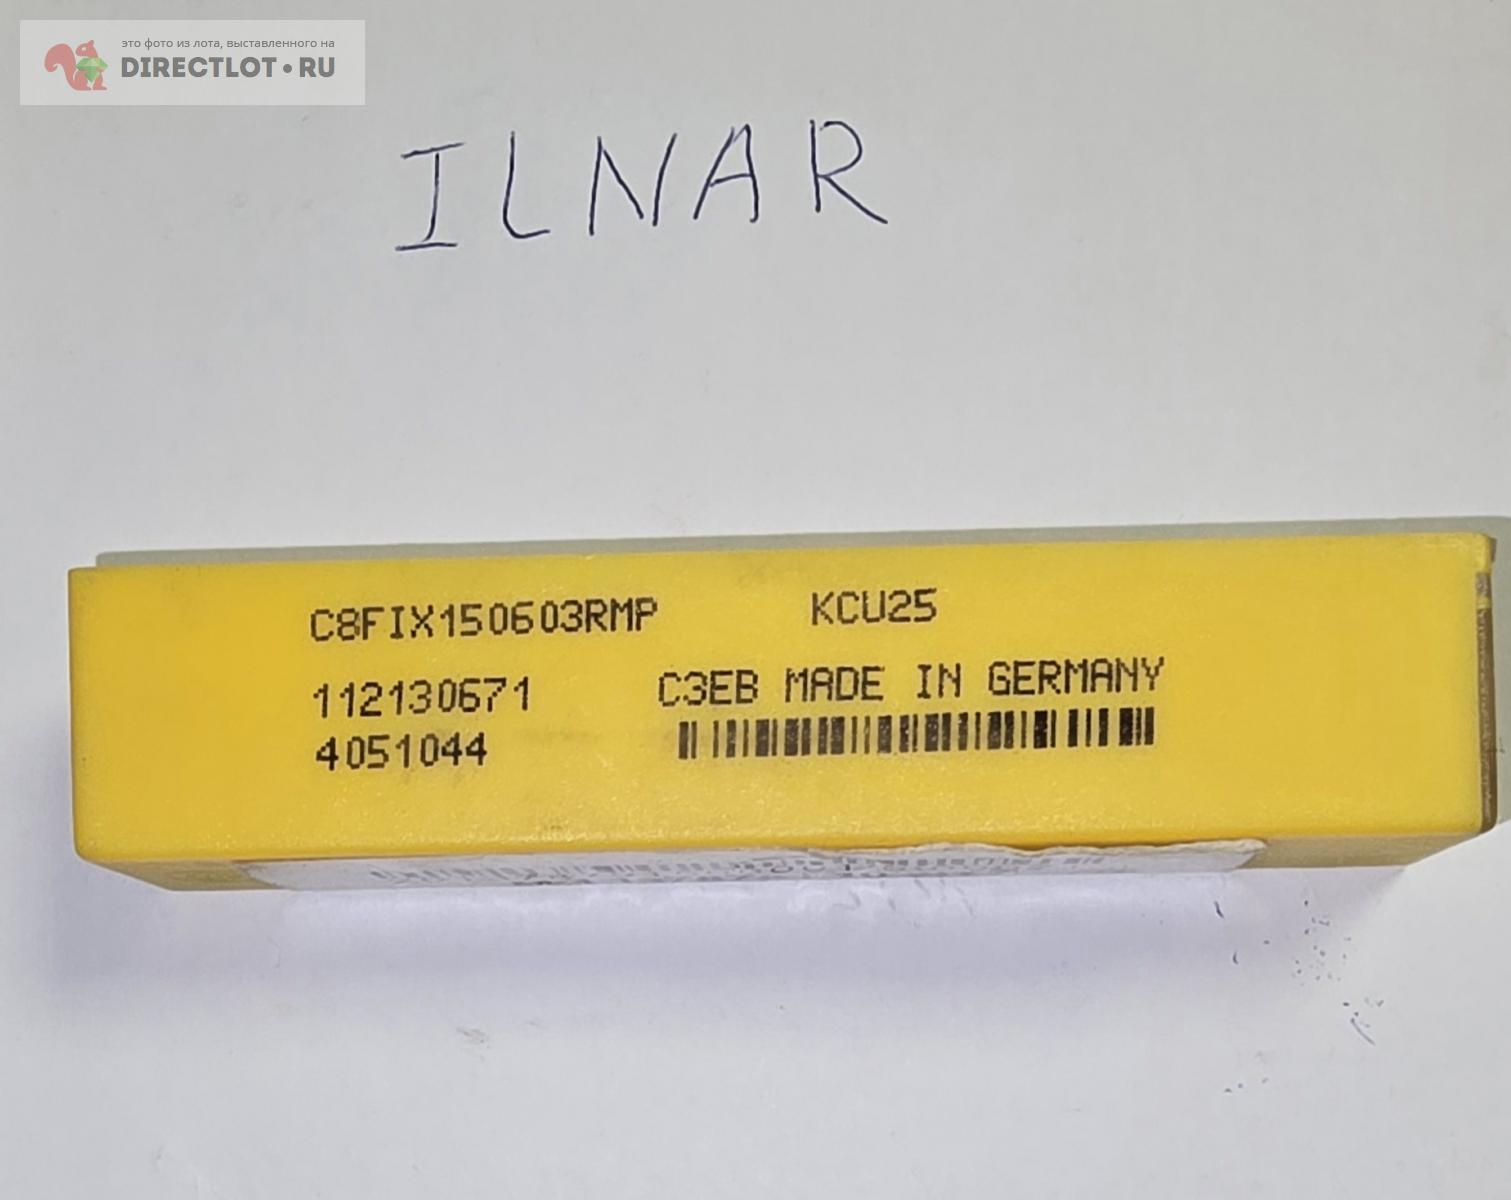 это фото из лота, выставленного на
DIRECTLOT•RU
ILNAR
C8FIX150603RMP KCU25
112130671 C3EB MADE IN GERMANY
4051044